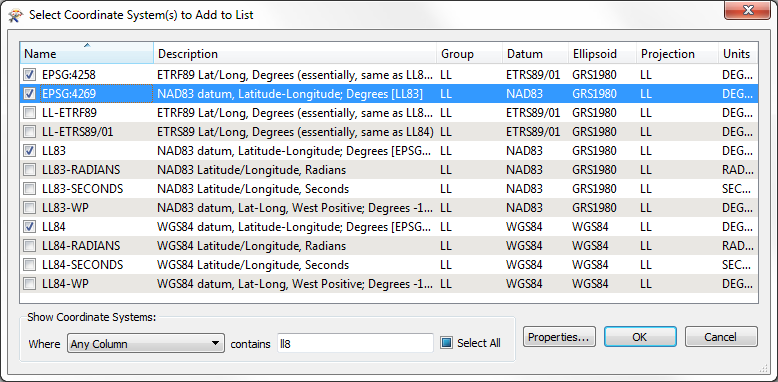 Select Coordinate System(s) to Add to List
Name Description Group Datum Ellipsoid Projection Units
EPSG:4258 ETRF89 Lat/Long, Degrees (essentially, same as LL8... LL ETRS89/01 GRS1980 LL DEG...
EPSG:4269 NAD83 datum, Latitude-Longitude; Degrees [LL83] LL NAD83 GRS1980 LL DEG...
LL-ETRF89 ETRF89 Lat/Long, Degrees (essentially, same as LL8... LL ETRS89/01 GRS1980 LL DEG...
LL-ETRS89/01 ETRF89 Lat/Long, Degrees (essentially, same as LL84) LL ETRS89/01 GRS1980 LL DEG...
LL83 NAD83 datum, Latitude-Longitude; Degrees [EPSG... LL NAD83 GRS1980 LL DEG...
LL83-RADIANS NAD83 Latitude/Longitude, Radians LL NAD83 GRS1980 LL RAD...
LL83-SECONDS NAD83 Latitude/Longitude, Seconds LL NAD83 GRS1980 LL SEC...
LL83-WP NAD83 datum, Lat-Long, West Positive; Degrees -1... LL NAD83 GRS1980 LL DEG...
LL84 WGS84 datum, Latitude-Longitude; Degrees [EPSG... LL WGS84 WGS84 LL DEG...
LL84-RADIANS WGS84 Latitude/Longitude, Radians LL WGS84 WGS84 LL RAD...
LL84-SECONDS WGS84 Latitude/Longitude, Seconds LL WGS84 WGS84 LL SEC...
LL84-WP WGS84 datum, Lat-Long, West Positive; Degrees -1... LL WGS84 WGS84 LL DEG...
Show Coordinate Systems:
Where Any Column contains ll8 Select All Properties... OK Cancel